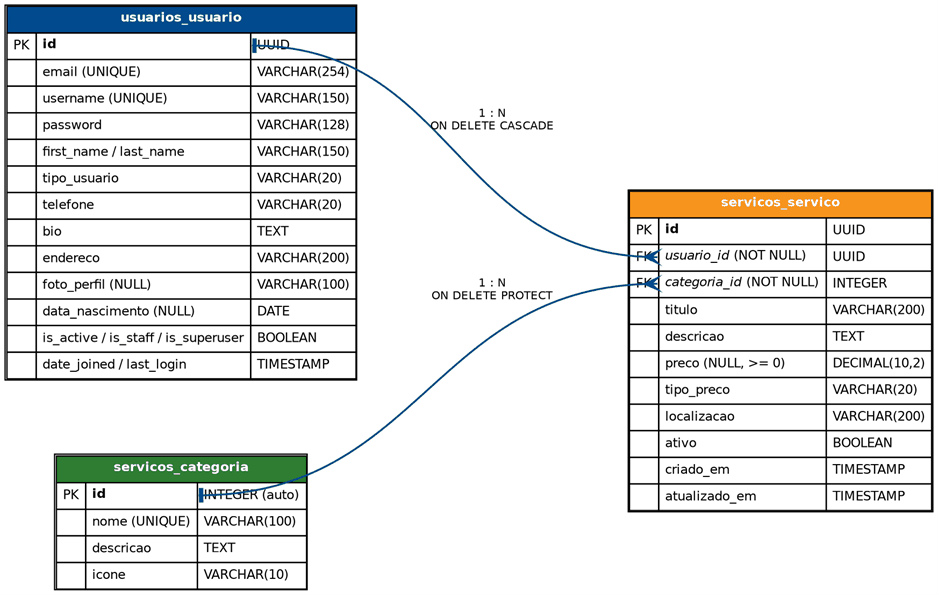 usuarios_usuario
PK id UUID
email (UNIQUE) VARCHAR(254)
username (UNIQUE) VARCHAR(150)
password VARCHAR(128)
first_name / last_name VARCHAR(150)
tipo_usuario VARCHAR(20)
telefone VARCHAR(20)
bio TEXT
endereco VARCHAR(200)
foto_perfil (NULL) VARCHAR(100)
data_nascimento (NULL) DATE
is_active / is_staff / is_superuser BOOLEAN
date_joined / last_login TIMESTAMP
1 : N
ON DELETE CASCADE
servicos_servico
PK id UUID
FK usuario_id (NOT NULL) UUID
FK categoria_id (NOT NULL) INTEGER
titulo VARCHAR(200)
descricao TEXT
preco (NULL, >= 0) DECIMAL(10,2)
tipo_preco VARCHAR(20)
localizacao VARCHAR(200)
ativo BOOLEAN
criado_em TIMESTAMP
atualizado_em TIMESTAMP
1 : N
ON DELETE PROTECT
servicos_categoria
PK id INTEGER (auto)
nome (UNIQUE) VARCHAR(100)
descricao TEXT
icone VARCHAR(10)